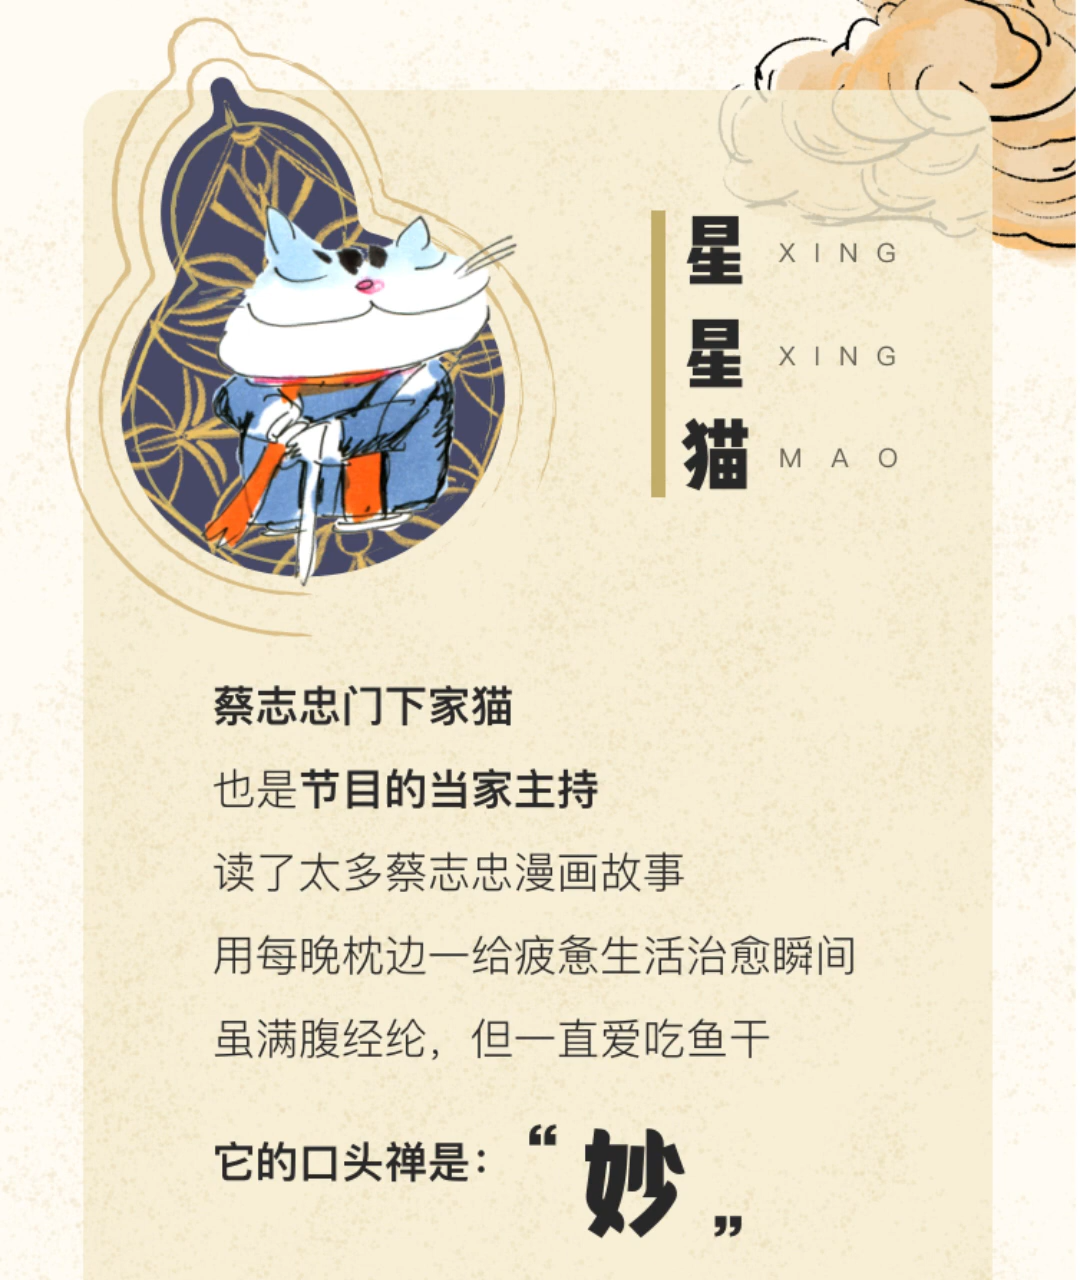 星 XING
星 XING
猫 MAO
蔡志忠门下家猫
也是节目的当家主持
读了太多蔡志忠漫画故事
用每晚枕边一给疲惫生活治愈瞬间
虽满腹经纶，但一直爱吃鱼干
它的口头禅是：“妙”